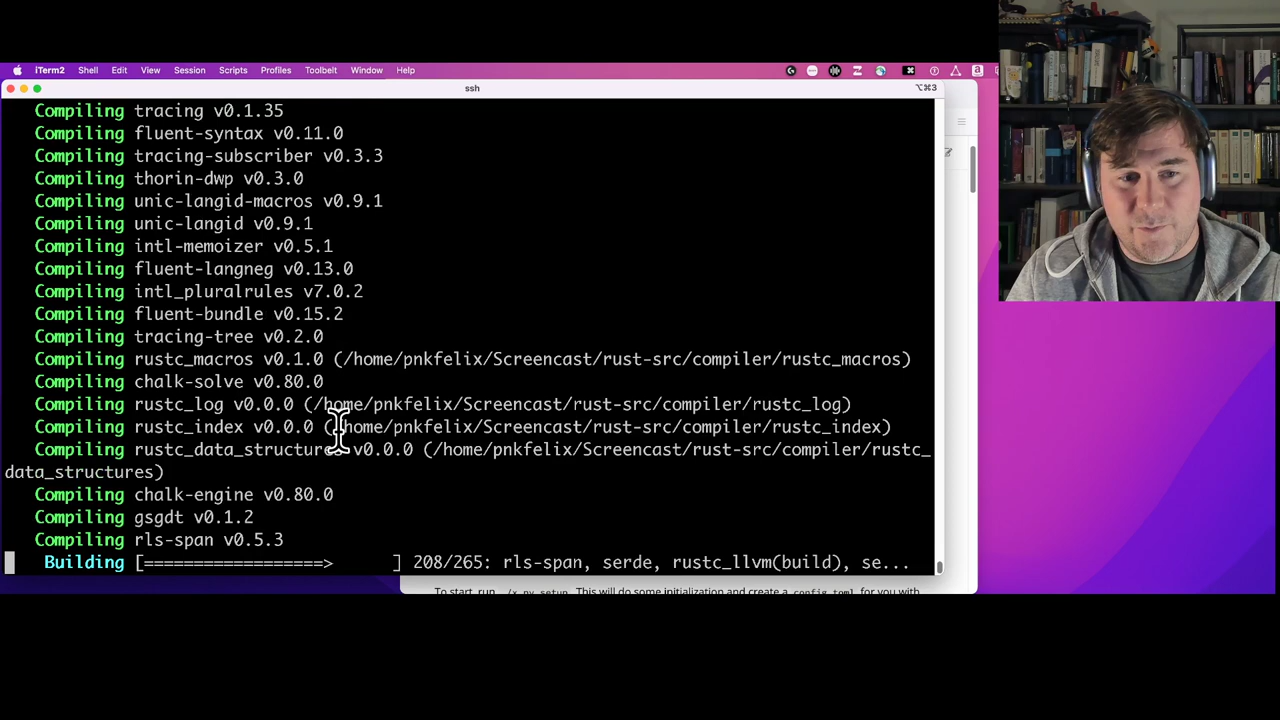 iTerm2 Shell Edit View Session Scripts Profiles Toolbelt Window Help
ssh
⌥⌘3
Compiling tracing v0.1.35
Compiling fluent-syntax v0.11.0
Compiling tracing-subscriber v0.3.3
Compiling thorin-dwp v0.3.0
Compiling unic-langid-macros v0.9.1
Compiling unic-langid v0.9.1
Compiling intl-memoizer v0.5.1
Compiling fluent-langneg v0.13.0
Compiling intl_pluralrules v7.0.2
Compiling fluent-bundle v0.15.2
Compiling tracing-tree v0.2.0
Compiling rustc_macros v0.1.0 (/home/pnkfelix/Screencast/rust-src/compiler/rustc_macros)
Compiling chalk-solve v0.80.0
Compiling rustc_log v0.0.0 (/home/pnkfelix/Screencast/rust-src/compiler/rustc_log)
Compiling rustc_index v0.0.0 (/home/pnkfelix/Screencast/rust-src/compiler/rustc_index)
Compiling rustc_data_structures v0.0.0 (/home/pnkfelix/Screencast/rust-src/compiler/rustc_
data_structures)
Compiling chalk-engine v0.80.0
Compiling gsgdt v0.1.2
Compiling rls-span v0.5.3
Building [==================> ] 208/265: rls-span, serde, rustc_llvm(build), se...
To start, run ./x.py setup. This will do some initialization and create a config.toml for you with